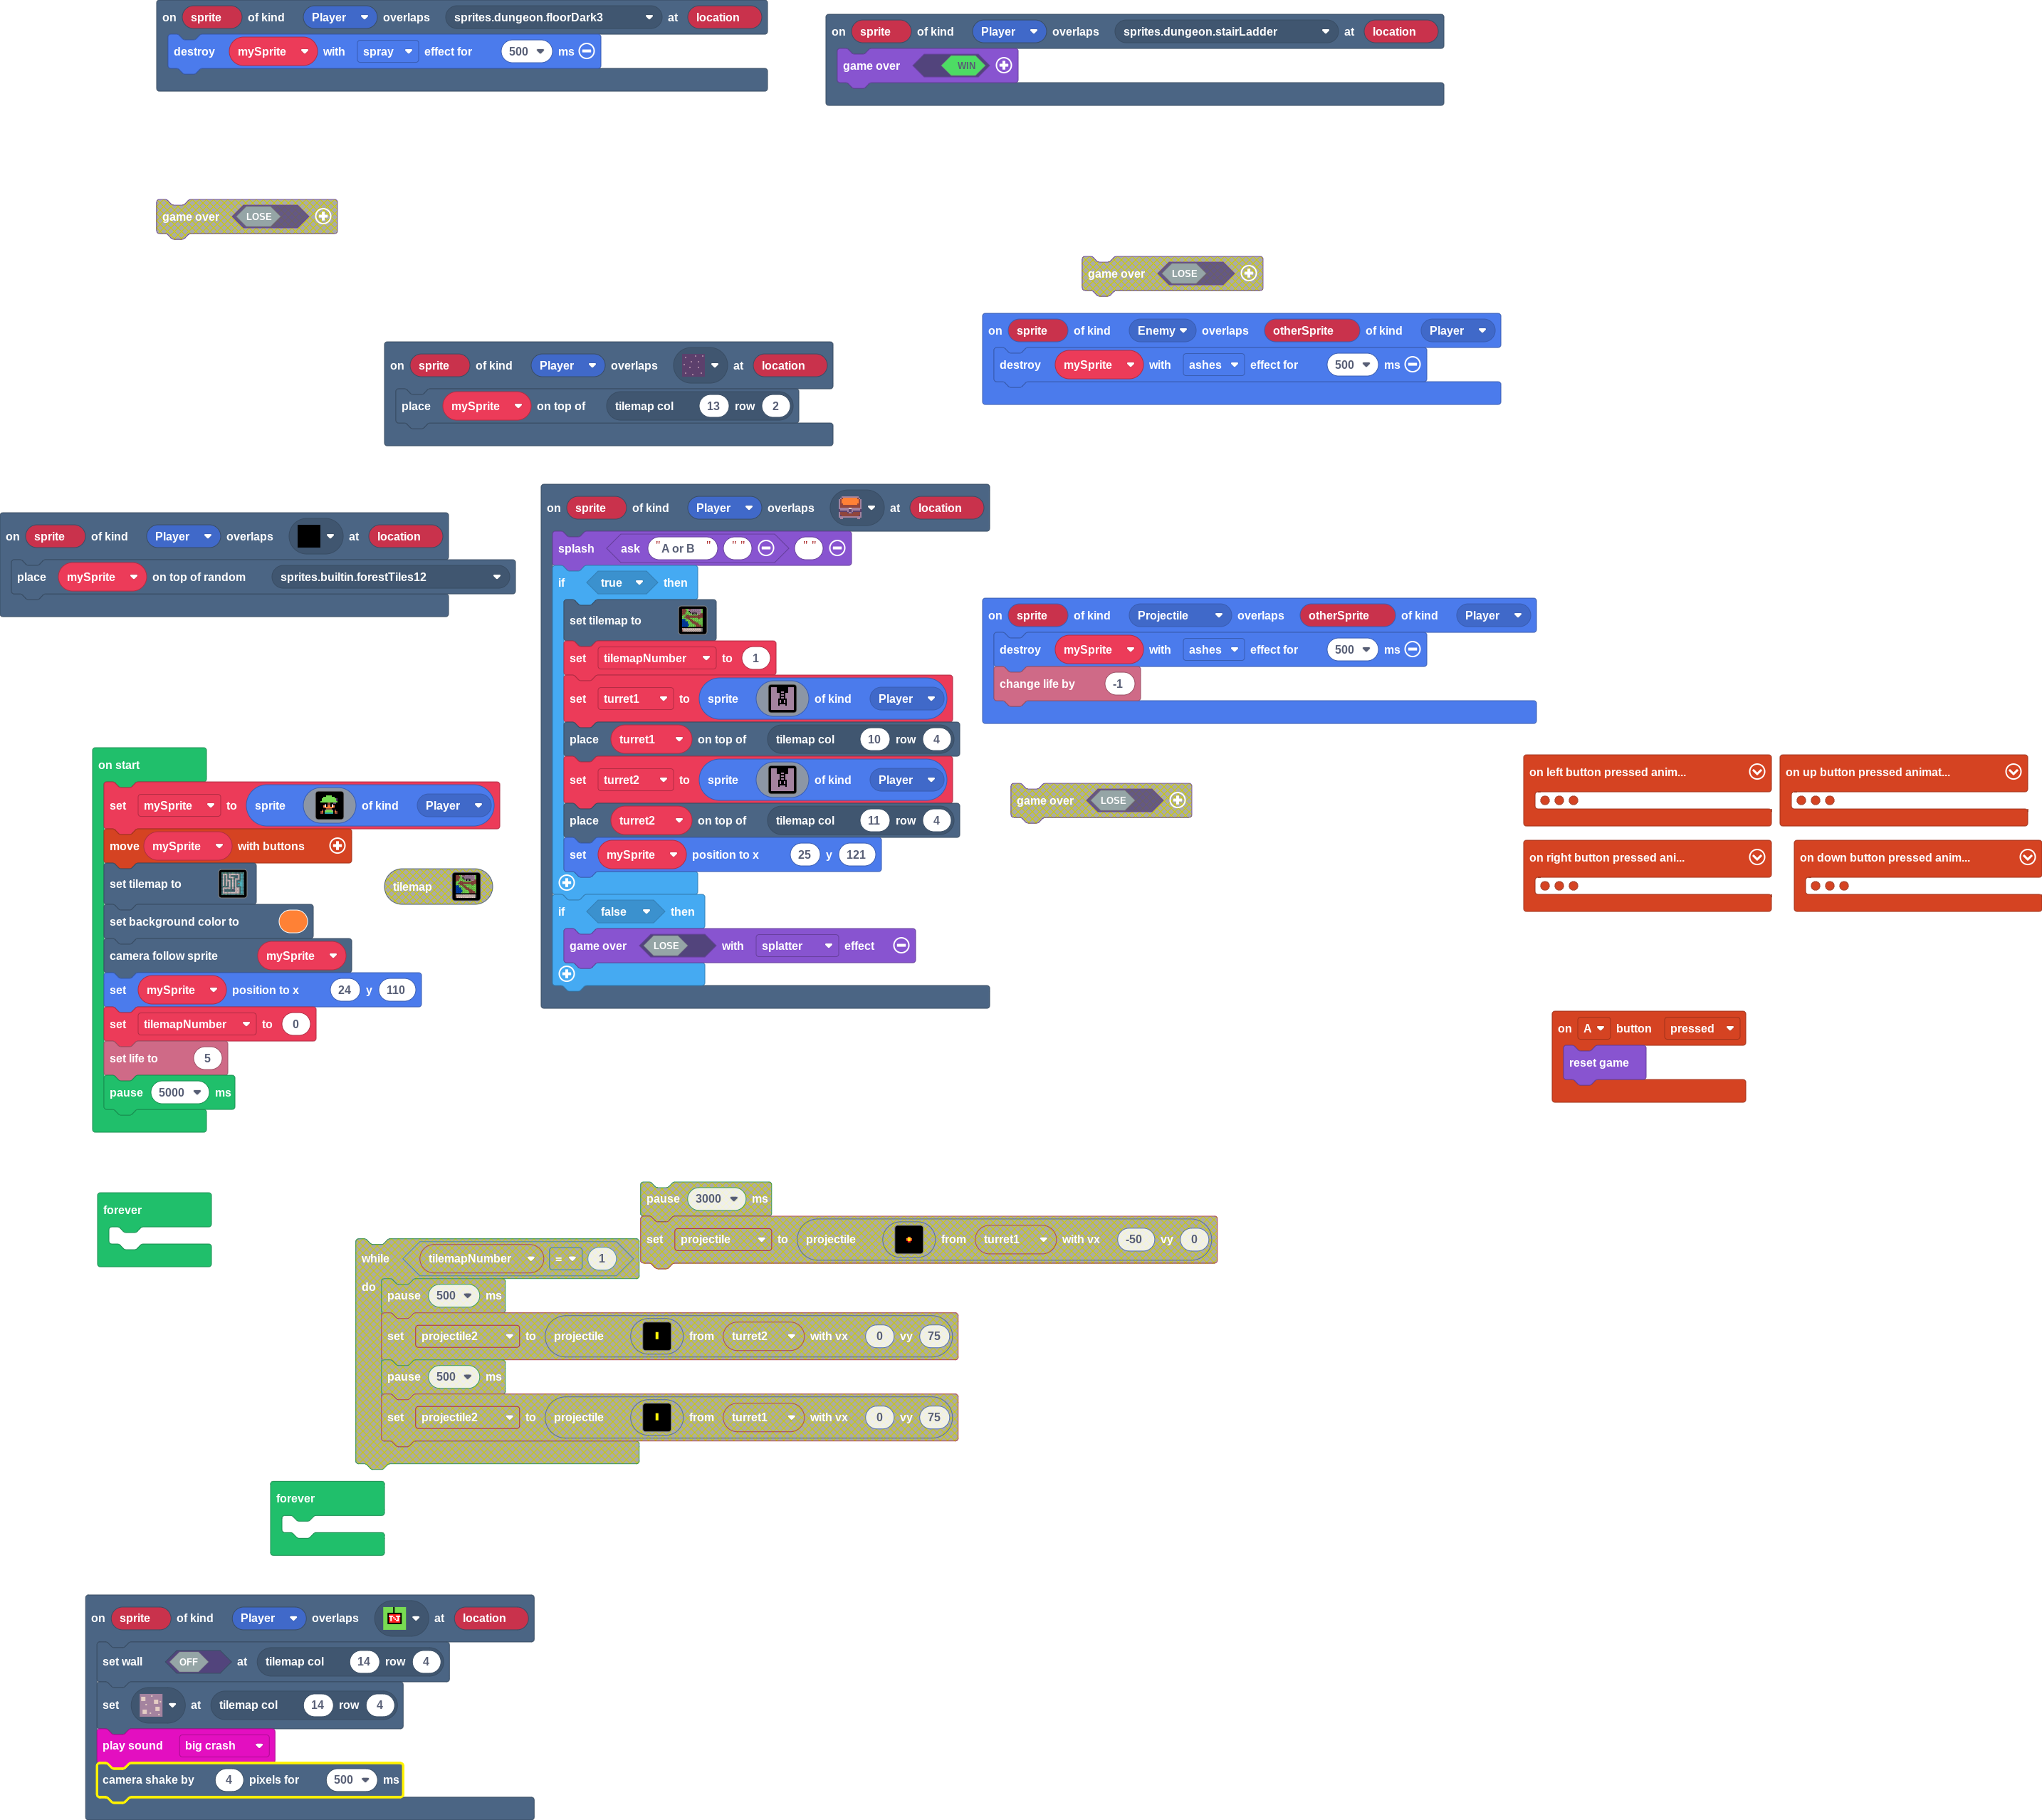 on sprite of kind Player overlaps sprites.dungeon.floorDark3 at location
destroy mySprite with spray effect for 500 ms
on sprite of kind Player overlaps sprites.dungeon.stairLadder at location
game over WIN
game over LOSE
game over LOSE
on sprite of kind Enemy overlaps otherSprite of kind Player
destroy mySprite with ashes effect for 500 ms
on sprite of kind Player overlaps at location
place mySprite on top of tilemap col 13 row 2
on sprite of kind Player overlaps at location
place mySprite on top of random sprites.builtin.forestTiles12
on sprite of kind Player overlaps at location
splash ask "A or B" "" ""
if true then
set tilemap to
set tilemapNumber to 1
set turret1 to sprite of kind Player
place turret1 on top of tilemap col 10 row 4
set turret2 to sprite of kind Player
place turret2 on top of tilemap col 11 row 4
set mySprite position to x 25 y 121
if false then
game over LOSE with splatter effect
on sprite of kind Projectile overlaps otherSprite of kind Player
destroy mySprite with ashes effect for 500 ms
change life by -1
game over LOSE
on left button pressed anim...
on up button pressed animat...
on right button pressed ani...
on down button pressed anim...
on A button pressed
reset game
on start
set mySprite to sprite of kind Player
move mySprite with buttons
set tilemap to
set background color to
camera follow sprite mySprite
set mySprite position to x 24 y 110
set tilemapNumber to 0
set life to 5
pause 5000 ms
tilemap
forever
pause 3000 ms
set projectile to projectile from turret1 with vx -50 vy 0
while tilemapNumber = 1
do
pause 500 ms
set projectile2 to projectile from turret2 with vx 0 vy 75
pause 500 ms
set projectile2 to projectile from turret1 with vx 0 vy 75
forever
on sprite of kind Player overlaps at location
set wall OFF at tilemap col 14 row 4
set at tilemap col 14 row 4
play sound big crash
camera shake by 4 pixels for 500 ms